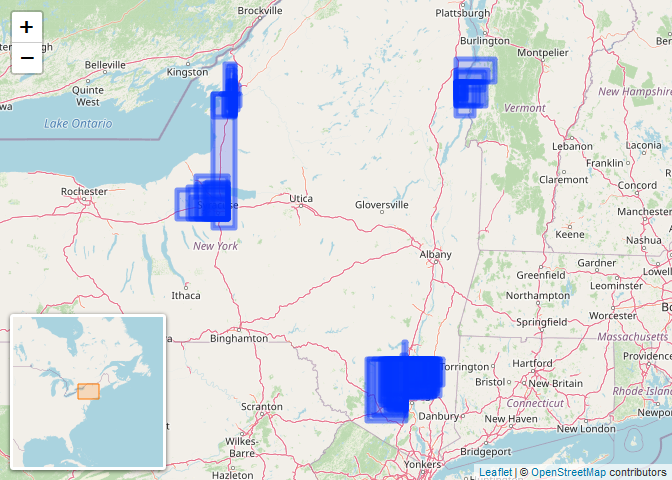 +
−
Brockville
Plattsburgh
Burlington
Montpelier
Belleville
Kingston
Quinte
West
Lake Ontario
Vermont
New Hampshire
Lebanon
Laconia
Franklin
Claremont
Concord
Rochester
Utica
Gloversville
Manchester
Keene
Nashua
New York
Albany
Gardner
Lowell
Greenfield
Leominster
Ithaca
Northampton
Worcester
Springfield
Massachusetts
Binghamton
Providence
Torrington
Hartford
Bristol
New Britain
Rhode Island
Connecticut
Scranton
Danbury
New Haven
New London
Newport
Wilkes-
Barre
Bridgeport
Yonkers
Hazleton
Leaflet | © OpenStreetMap contributors